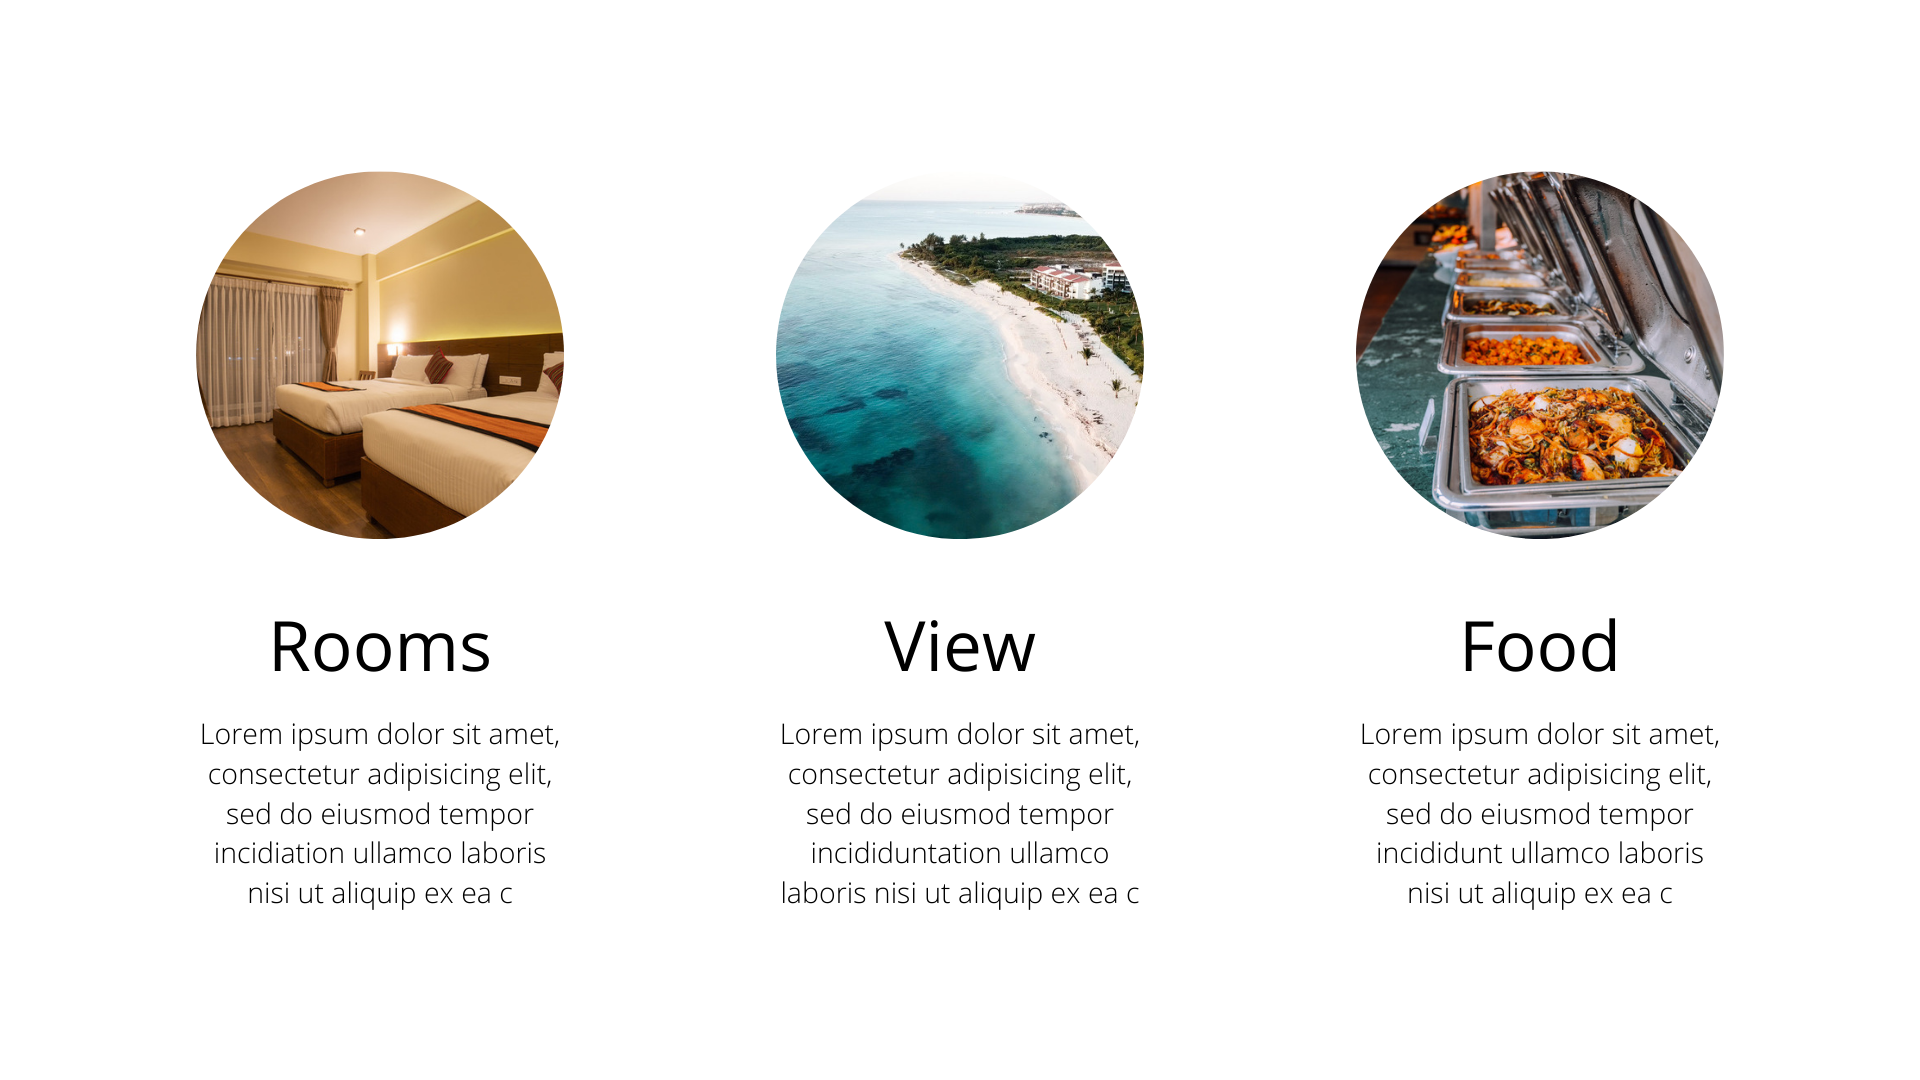 Rooms
Lorem ipsum dolor sit amet,
consectetur adipisicing elit,
sed do eiusmod tempor
incidiation ullamco laboris
nisi ut aliquip ex ea c
View
Lorem ipsum dolor sit amet,
consectetur adipisicing elit,
sed do eiusmod tempor
incididuntation ullamco
laboris nisi ut aliquip ex ea c
Food
Lorem ipsum dolor sit amet,
consectetur adipisicing elit,
sed do eiusmod tempor
incididunt ullamco laboris
nisi ut aliquip ex ea c